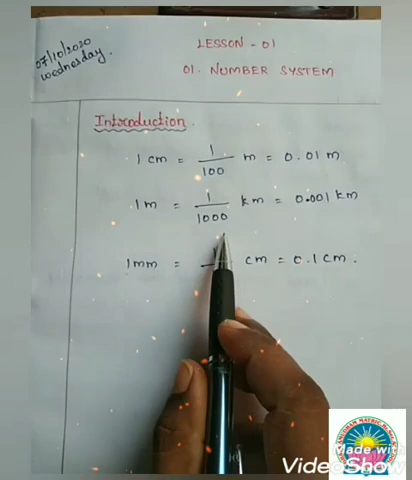 07/10/2020
Wednesday.
LESSON - 01
01. NUMBER SYSTEM
Introduction.
1 cm = 1/100 m = 0.01 m
1 m = 1/1000 km = 0.001 km
1mm = 1 cm = 0.1 cm.
Made with
VideoShow